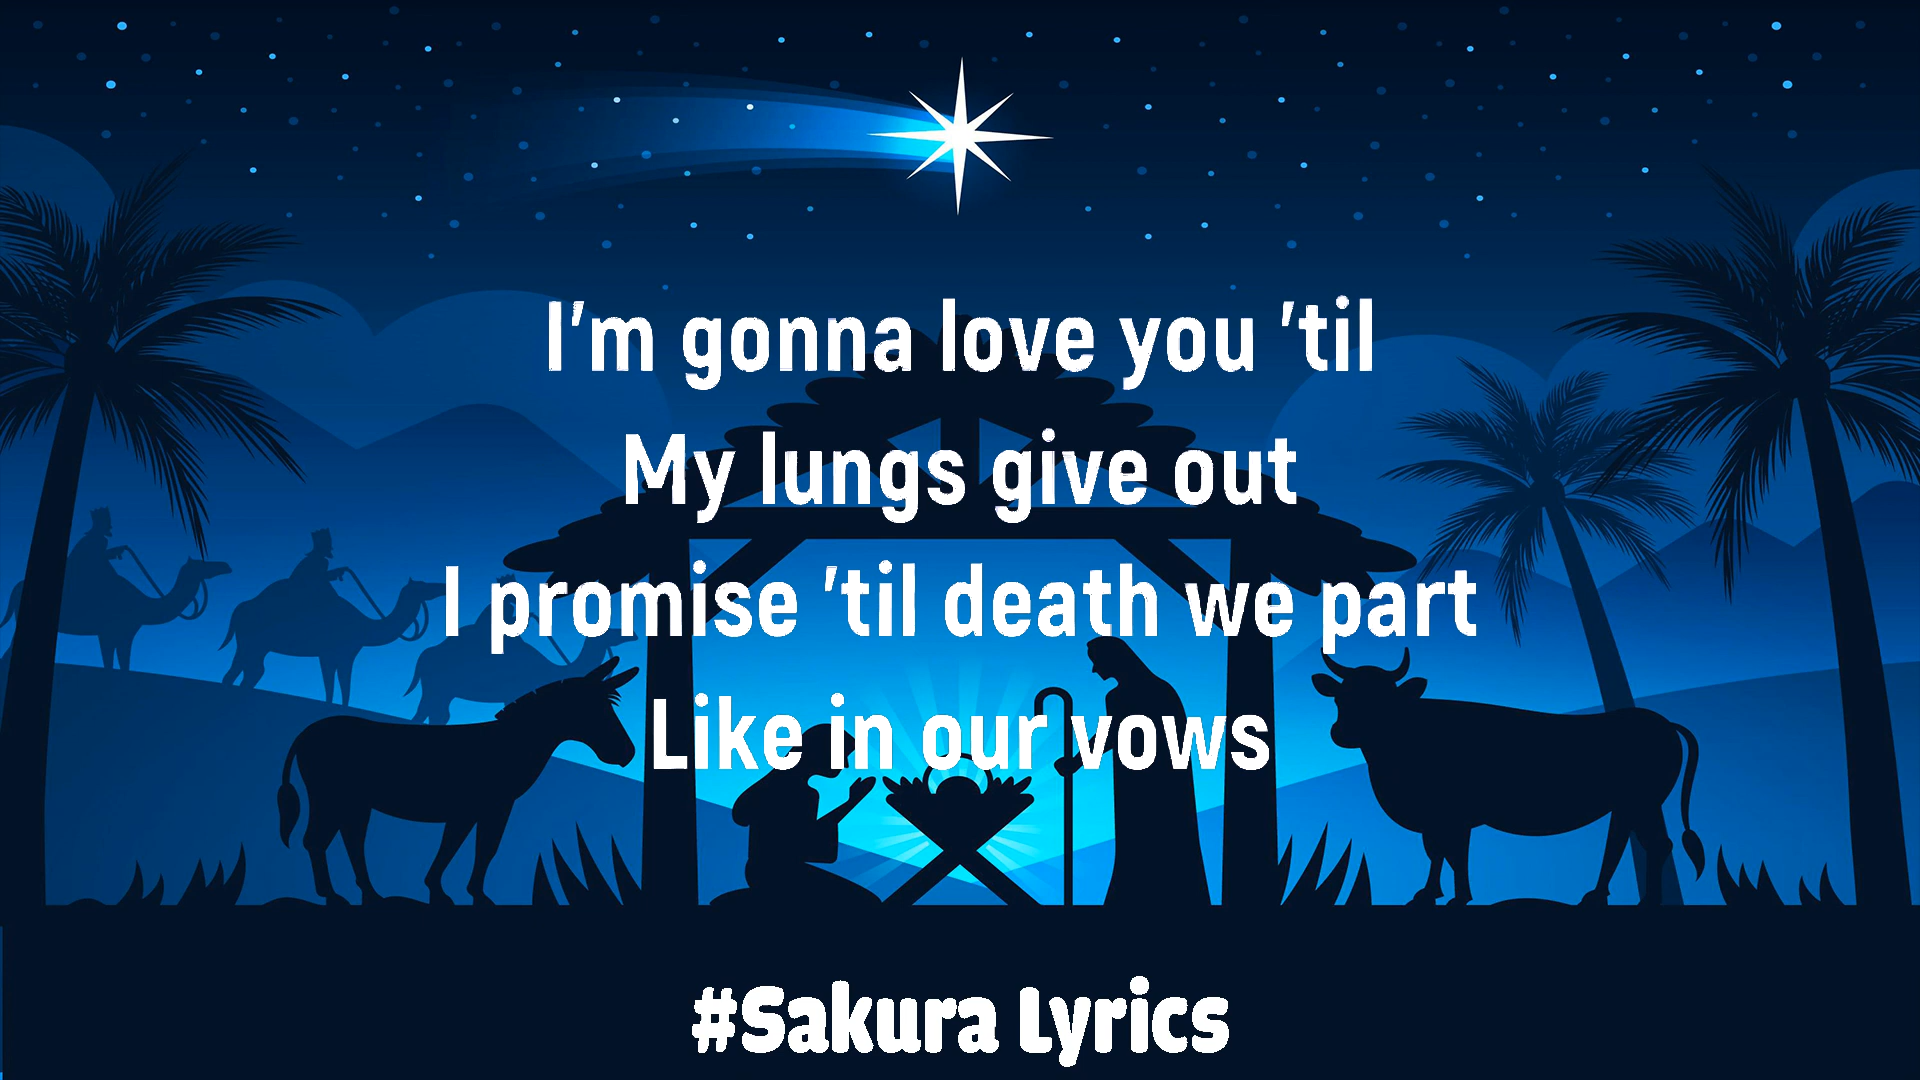 I'm gonna love you 'til
My lungs give out
I promise 'til death we part
Like in our vows
#Sakura Lyrics